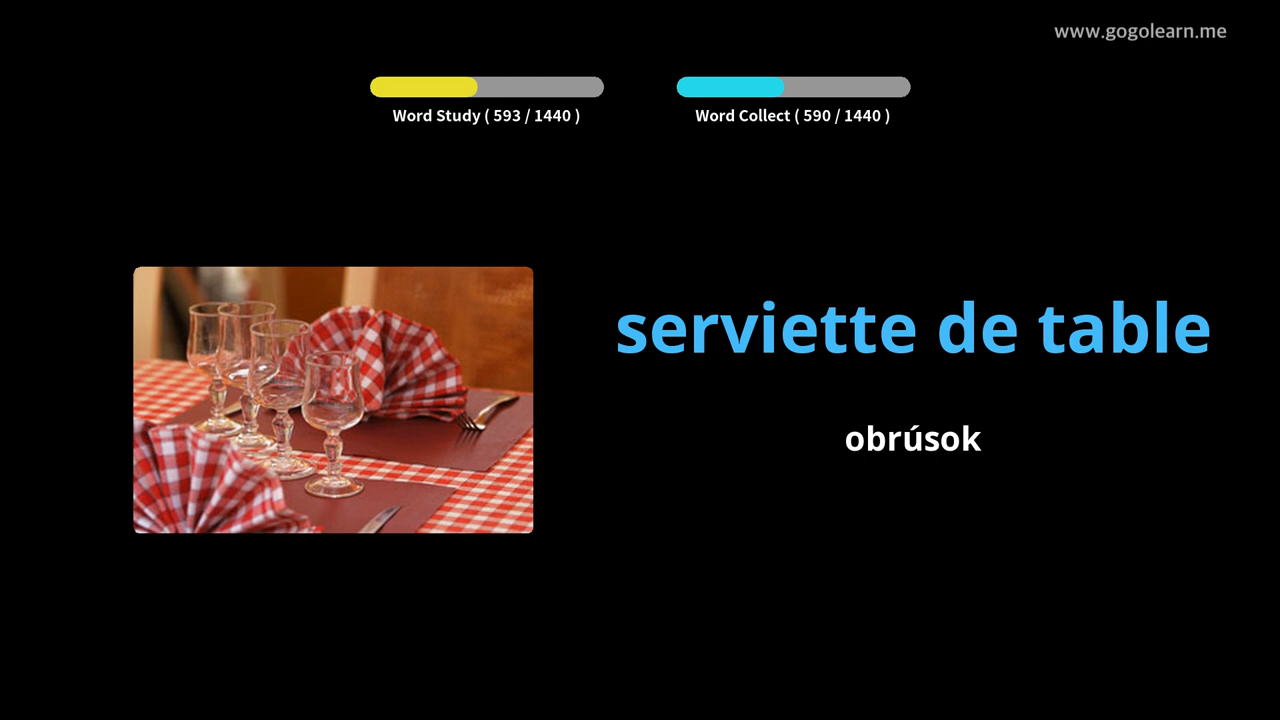 www.gogolearn.me
Word Study ( 593 / 1440 )
Word Collect ( 590 / 1440 )
serviette de table
obrúsok